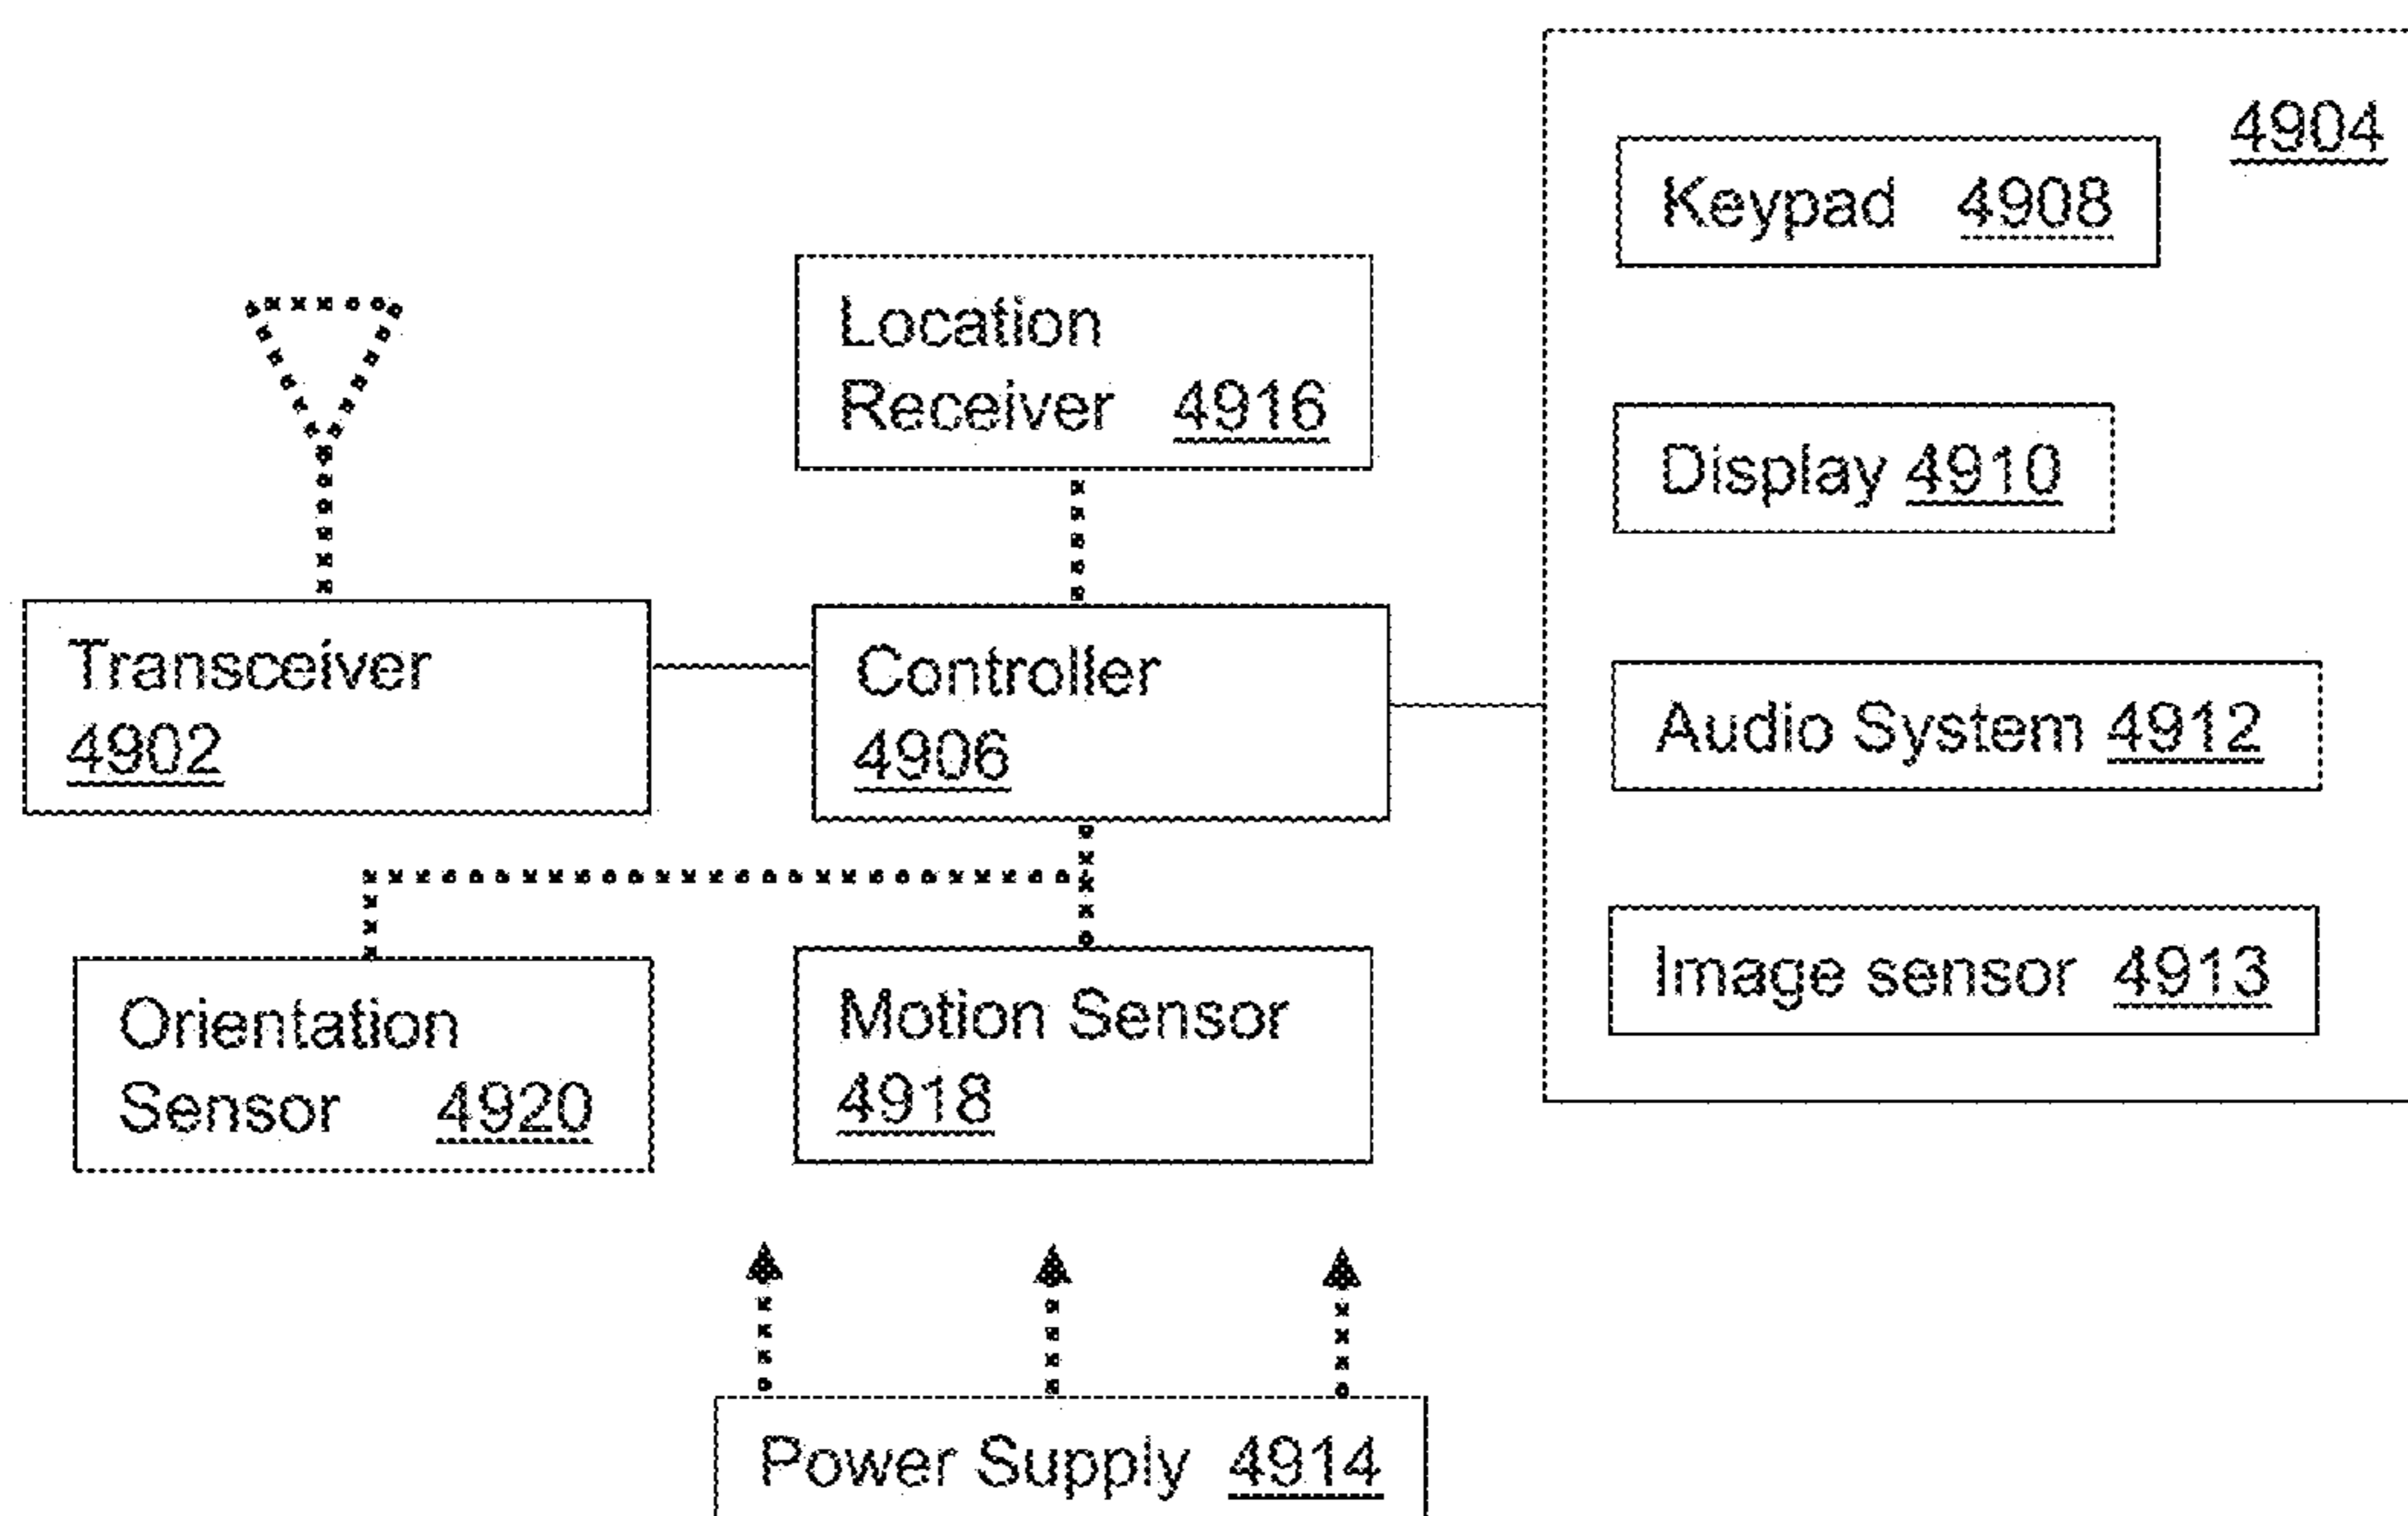 4904
Keypad 4908
Location
Receiver 4916
Display 4910
Transceiver
4902
Controller
4906
Audio System 4912
Image sensor 4913
Orientation
Sensor 4920
Motion Sensor
4918
Power Supply 4914